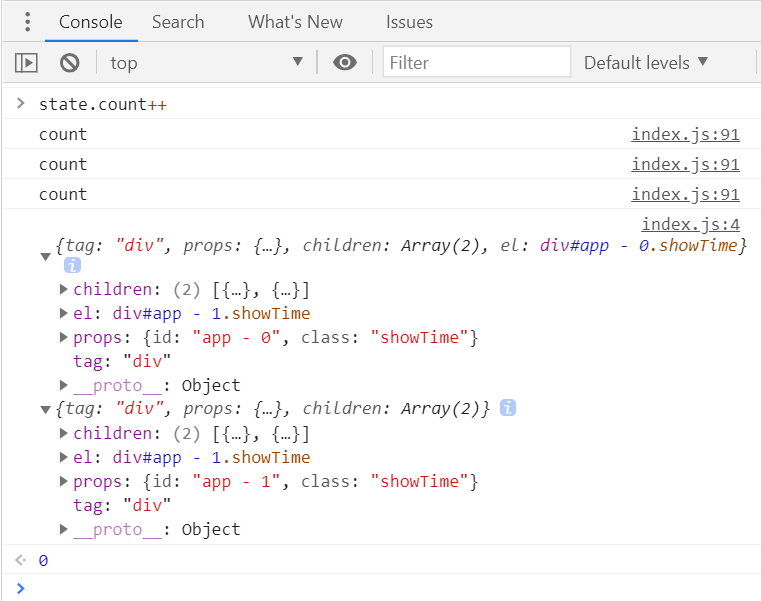 Console Search What's New Issues
top Filter Default levels
> state.count++
count index.js:91
count index.js:91
count index.js:91
index.js:4
{tag: "div", props: {…}, children: Array(2), el: div#app - 0.showTime}
i
children: (2) [{…}, {…}]
el: div#app - 1.showTime
props: {id: "app - 0", class: "showTime"}
tag: "div"
__proto__: Object
{tag: "div", props: {…}, children: Array(2)} i
children: (2) [{…}, {…}]
el: div#app - 1.showTime
props: {id: "app - 1", class: "showTime"}
tag: "div"
__proto__: Object
0
>